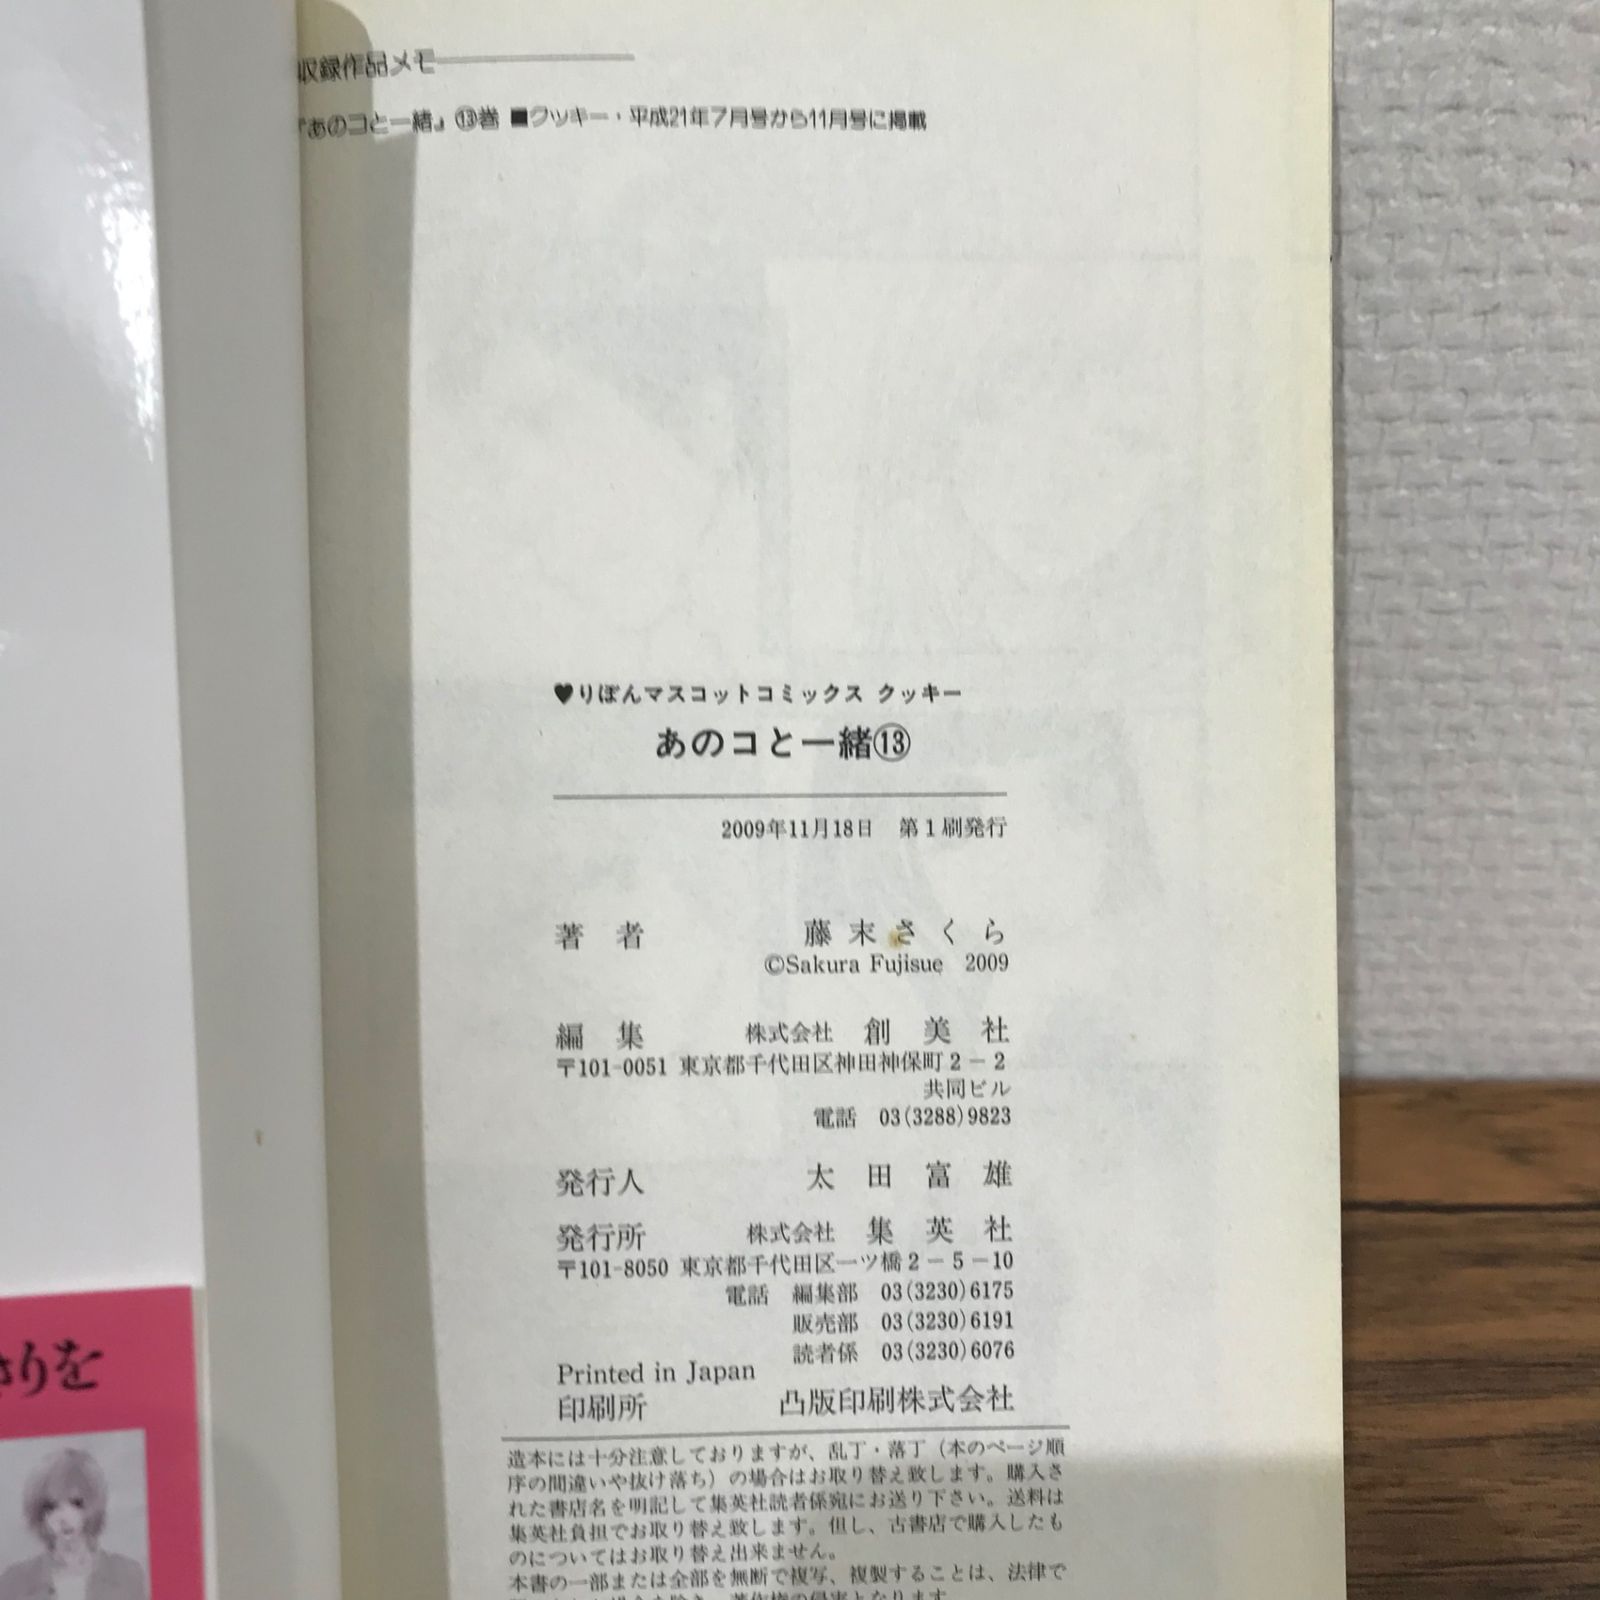 収録作品メモ
『あのコと一緒』⑬巻 ■クッキー・平成21年7月号から11月号に掲載
♥りぼんマスコットコミックス クッキー
あのコと一緒⑬
2009年11月18日 第1刷発行
著者 藤末さくら
©Sakura Fujisue 2009
編集 株式会社 創美社
〒101-0051 東京都千代田区神田神保町2-2
共同ビル
電話 03(3288)9823
発行人 太田富雄
発行所 株式会社 集英社
〒101-8050 東京都千代田区一ツ橋2-5-10
電話 編集部 03(3230)6175
販売部 03(3230)6191
読者係 03(3230)6076
Printed in Japan
印刷所 凸版印刷株式会社
造本には十分注意しておりますが、乱丁・落丁(本のページ順
序の間違いや抜け落ち)の場合はお取り替え致します。購入さ
れた書店名を明記して集英社読者係宛にお送り下さい。送料は
集英社負担でお取り替え致します。但し、古書店で購入したも
のについてはお取り替え出来ません。
本書の一部または全部を無断で複写、複製することは、法律で
りを